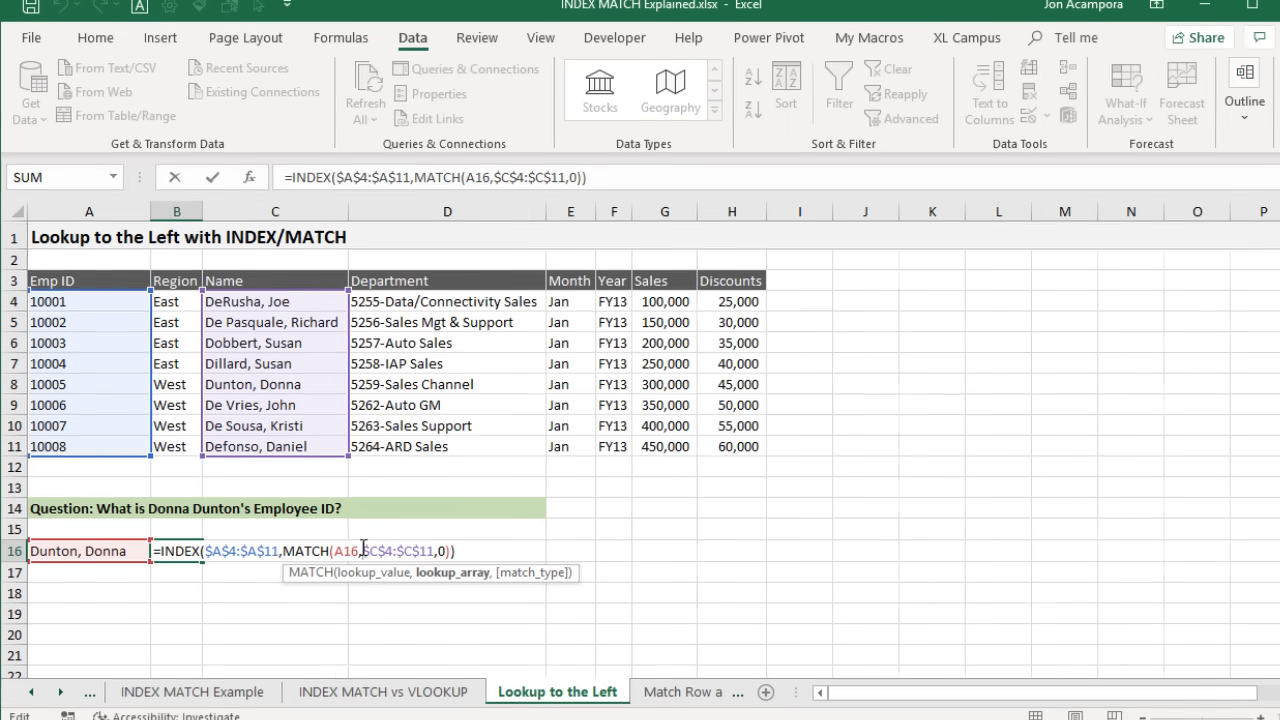 INDEX MATCH Explained.xlsx - Excel
Jon Acampora
File Home Insert Page Layout Formulas Data Review View Developer Help Power Pivot My Macros XL Campus Tell me Share
Get Data
From Text/CSV
From Web
From Table/Range
Recent Sources
Existing Connections
Get & Transform Data
Refresh All
Queries & Connections
Properties
Edit Links
Queries & Connections
Stocks
Geography
Data Types
Sort
Filter
Clear
Reapply
Advanced
Sort & Filter
Text to Columns
Data Tools
What-If Analysis
Forecast Sheet
Forecast
Outline
SUM
fx
=INDEX($A$4:$A$11,MATCH(A16,$C$4:$C$11,0))
A B C D E F G H I J K L M N O P
1 Lookup to the Left with INDEX/MATCH
2
3 Emp ID Region Name Department Month Year Sales Discounts
4 10001 East DeRusha, Joe 5255-Data/Connectivity Sales Jan FY13 100,000 25,000
5 10002 East De Pasquale, Richard 5256-Sales Mgt & Support Jan FY13 150,000 30,000
6 10003 East Dobbert, Susan 5257-Auto Sales Jan FY13 200,000 35,000
7 10004 East Dillard, Susan 5258-IAP Sales Jan FY13 250,000 40,000
8 10005 West Dunton, Donna 5259-Sales Channel Jan FY13 300,000 45,000
9 10006 West De Vries, John 5262-Auto GM Jan FY13 350,000 50,000
10 10007 West De Sousa, Kristi 5263-Sales Support Jan FY13 400,000 55,000
11 10008 West Defonso, Daniel 5264-ARD Sales Jan FY13 450,000 60,000
12
13
14 Question: What is Donna Dunton's Employee ID?
15
16 Dunton, Donna =INDEX($A$4:$A$11,MATCH(A16,$C$4:$C$11,0))
MATCH(lookup_value, lookup_array, [match_type])
17
18
19
20
21
22
... INDEX MATCH Example INDEX MATCH vs VLOOKUP Lookup to the Left Match Row a ...
Edit Accessibility: Investigate